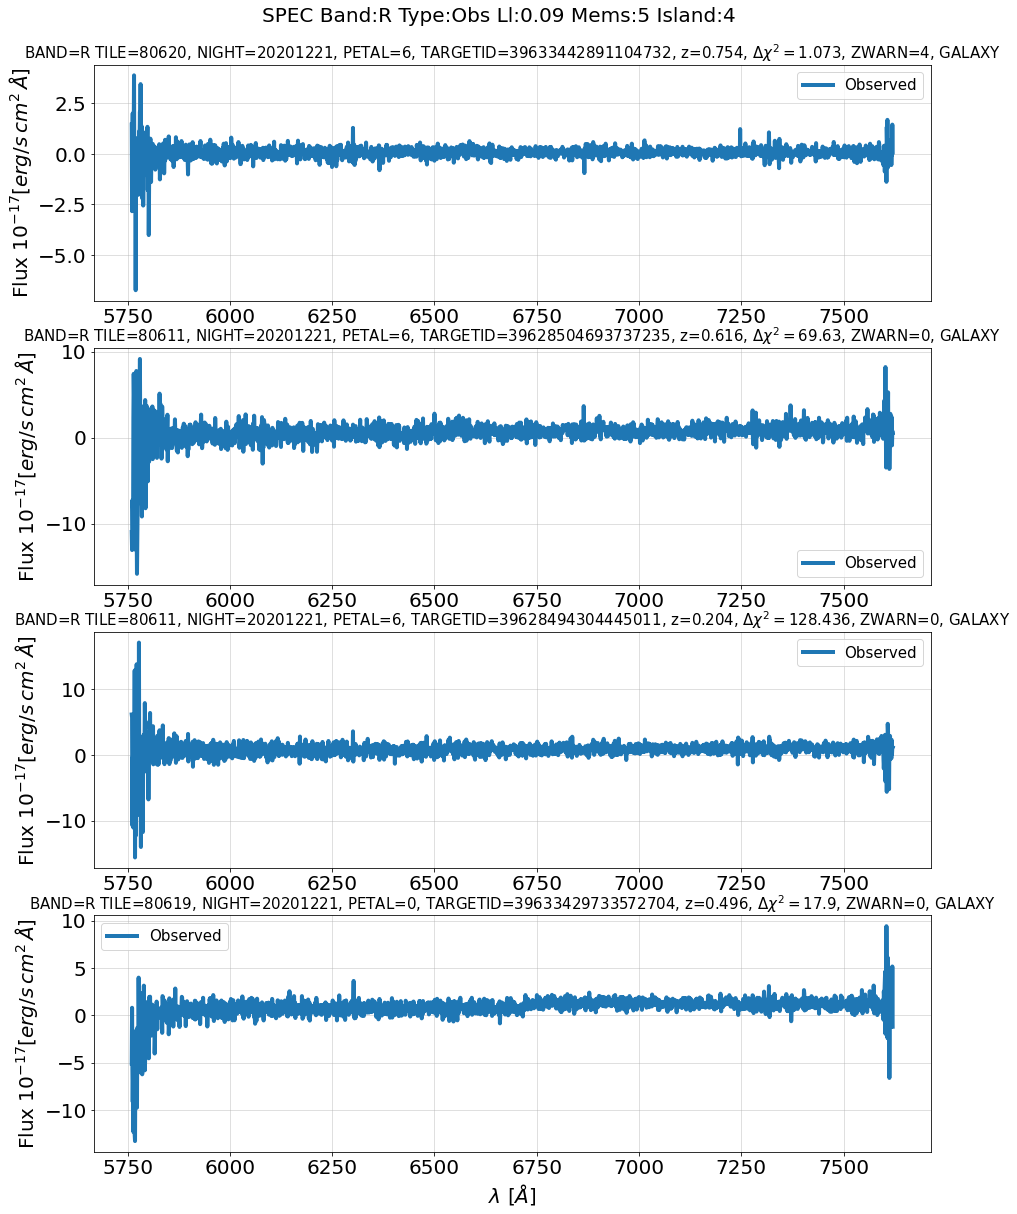 SPEC Band:R Type:Obs Ll:0.09 Mems:5 Island:4
BAND=R TILE=80620, NIGHT=20201221, PETAL=6, TARGETID=39633442891104732, z=0.754, Δχ² = 1.073, ZWARN=4, GALAXY
Observed
Flux 10⁻¹⁷[erg/s cm² Å]
2.5
0.0
−2.5
−5.0
5750 6000 6250 6500 6750 7000 7250 7500
BAND=R TILE=80611, NIGHT=20201221, PETAL=6, TARGETID=39628504693737235, z=0.616, Δχ² = 69.63, ZWARN=0, GALAXY
Flux 10⁻¹⁷[erg/s cm² Å]
10
0
−10
Observed
5750 6000 6250 6500 6750 7000 7250 7500
BAND=R TILE=80611, NIGHT=20201221, PETAL=6, TARGETID=39628494304445011, z=0.204, Δχ² = 128.436, ZWARN=0, GALAXY
Observed
Flux 10⁻¹⁷[erg/s cm² Å]
10
0
−10
5750 6000 6250 6500 6750 7000 7250 7500
BAND=R TILE=80619, NIGHT=20201221, PETAL=0, TARGETID=39633429733572704, z=0.496, Δχ² = 17.9, ZWARN=0, GALAXY
Observed
Flux 10⁻¹⁷[erg/s cm² Å]
10
5
0
−5
−10
5750 6000 6250 6500 6750 7000 7250 7500
λ [Å]